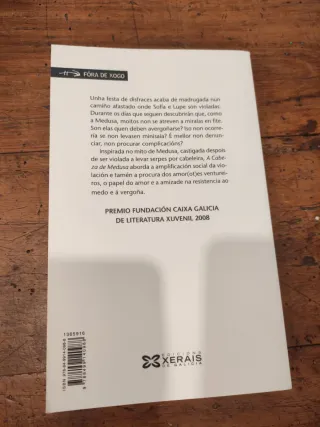 FÓRA DE XOGO
Unha festa de disfraces acaba de madrugada nun
camiño afastado onde Sofía e Lupe son violadas.
Durante os días que seguen descubrirán que, como
a Medusa, moitos non se atreven a miralas en fite.
Son elas quen deben avergoñarse? Iso non ocorre-
ría se non levasen minisaia? É mellor non denun-
ciar, non procurar complicacións?
Inspirada no mito de Medusa, castigada despois
de ser violada a levar serpes por cabeleira, A Cabe-
za de Medusa aborda a amplificación social da vio-
lación e tamén a procura dos amor(ot)es ventureiros,
ros, o papel do amor e a amizade na resistencia ao
medo e á vergoña.
PREMIO FUNDACIÓN CAIXA GALICIA
DE LITERATURA XUVENIL 2008
EDICIÓNS
XERAIS
DE GALICIA
1365916